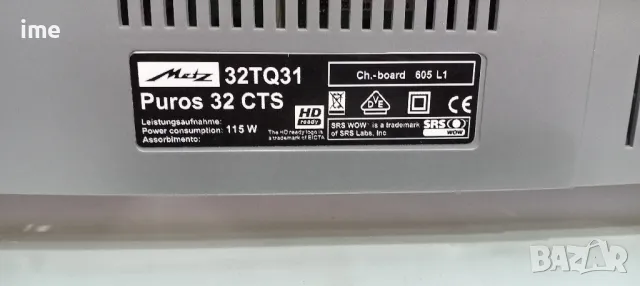 ime
Metz 32TQ31
Puros 32 CTS
Leistungsaufnahme:
Power consumption: 115 W
Assorbimento:
HD
ready
The HD ready logo is
a trademark of EICTA
Ch.-board 605 L1
VDE
CE
SRS WOW is a trademark
of SRS Labs, Inc.
SRS
WOW
BAZAR